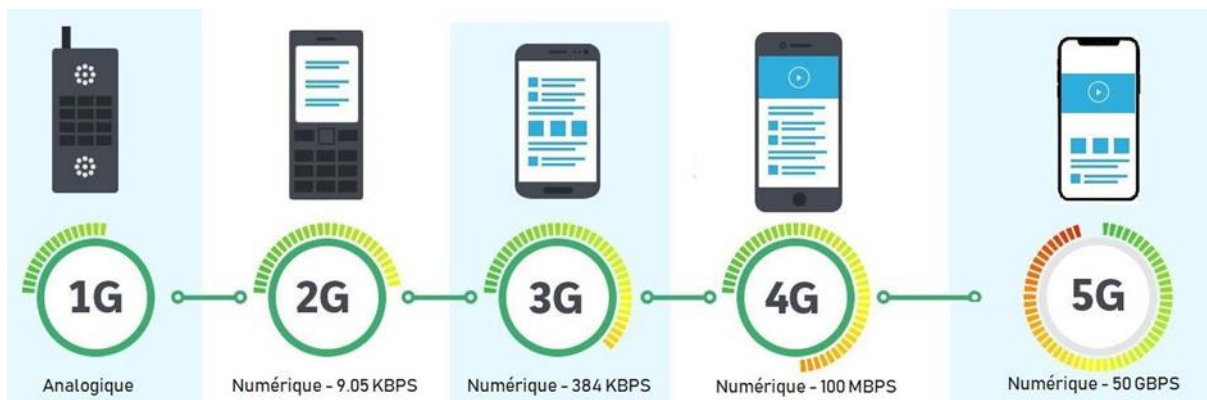 1G
2G
3G
4G
5G
Analogique
Numérique - 9.05 KBPS
Numérique - 384 KBPS
Numérique - 100 MBPS
Numérique - 50 GBPS